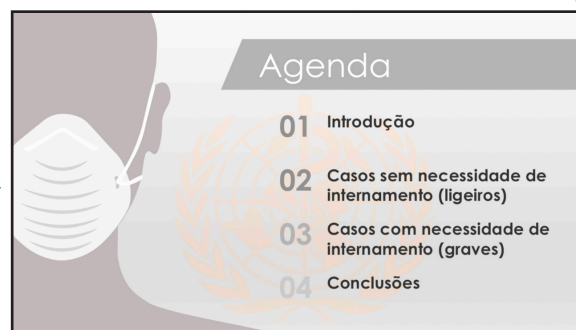 Agenda
01 Introdução
02 Casos sem necessidade de
internamento (ligeiros)
03 Casos com necessidade de
internamento (graves)
04 Conclusões